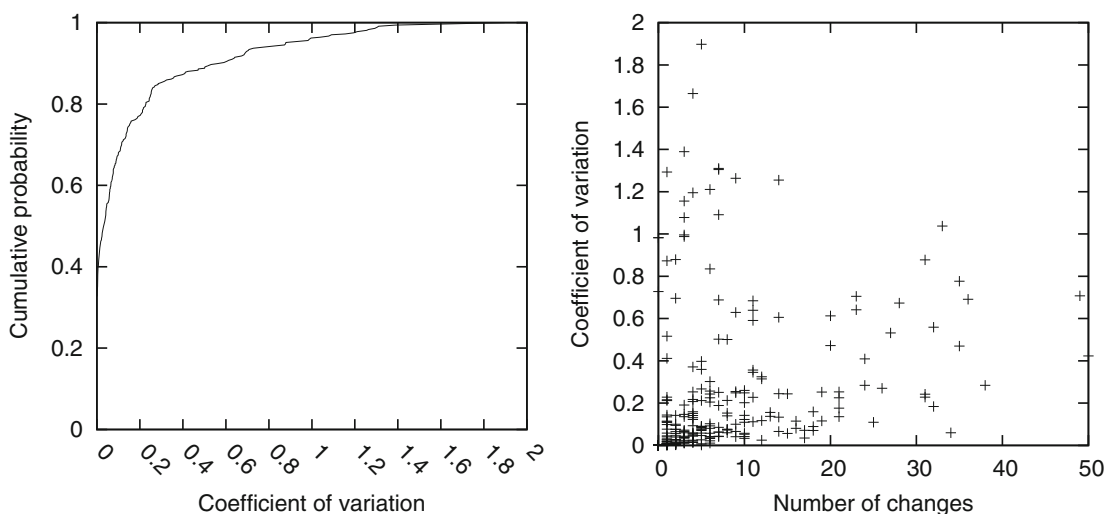 1
0.8
0.6
0.4
0.2
0
Cumulative probability
0 0.2 0.4 0.6 0.8 1 1.2 1.4 1.6 1.8 2
Coefficient of variation
2
1.8
1.6
1.4
1.2
1
0.8
0.6
0.4
0.2
0
Coefficient of variation
0 10 20 30 40 50
Number of changes